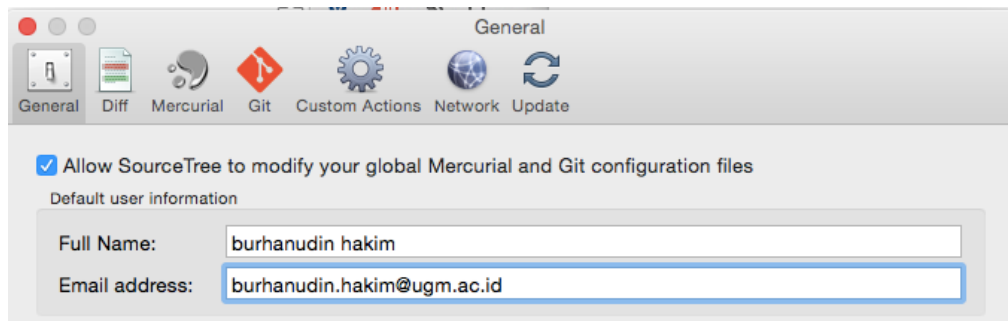 General
General Diff Mercurial Git Custom Actions Network Update
Allow SourceTree to modify your global Mercurial and Git configuration files
Default user information
Full Name: burhanudin hakim
Email address: burhanudin.hakim@ugm.ac.id